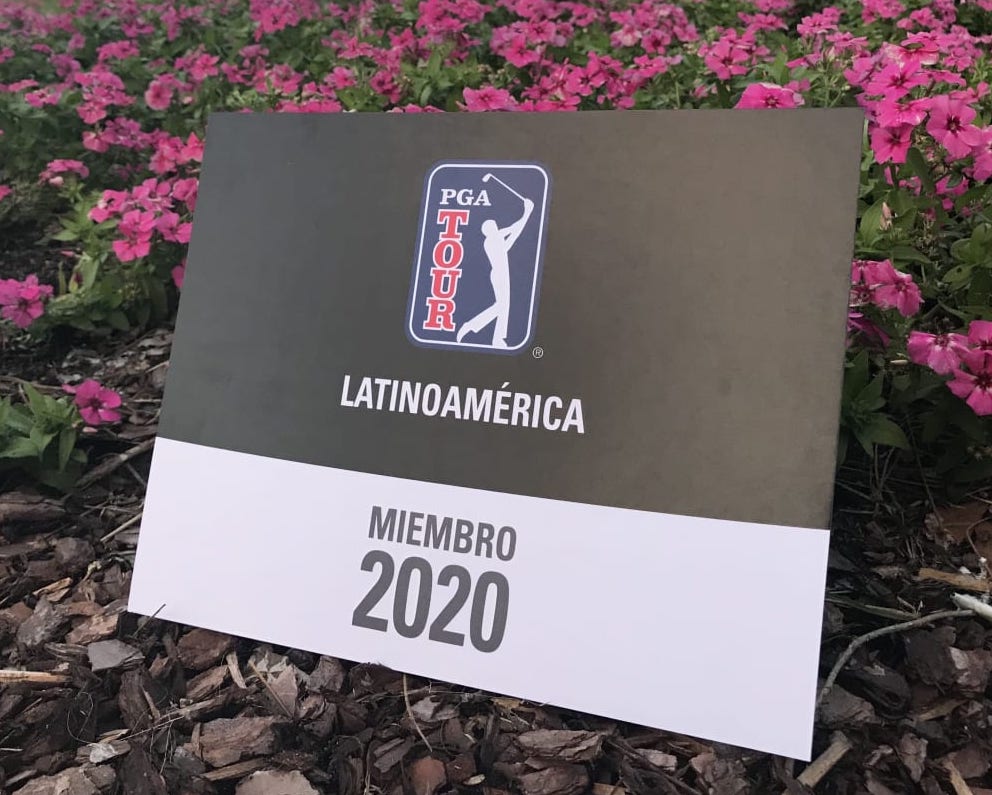 PGA
TOUR
®
LATINOAMÉRICA
MIEMBRO
2020